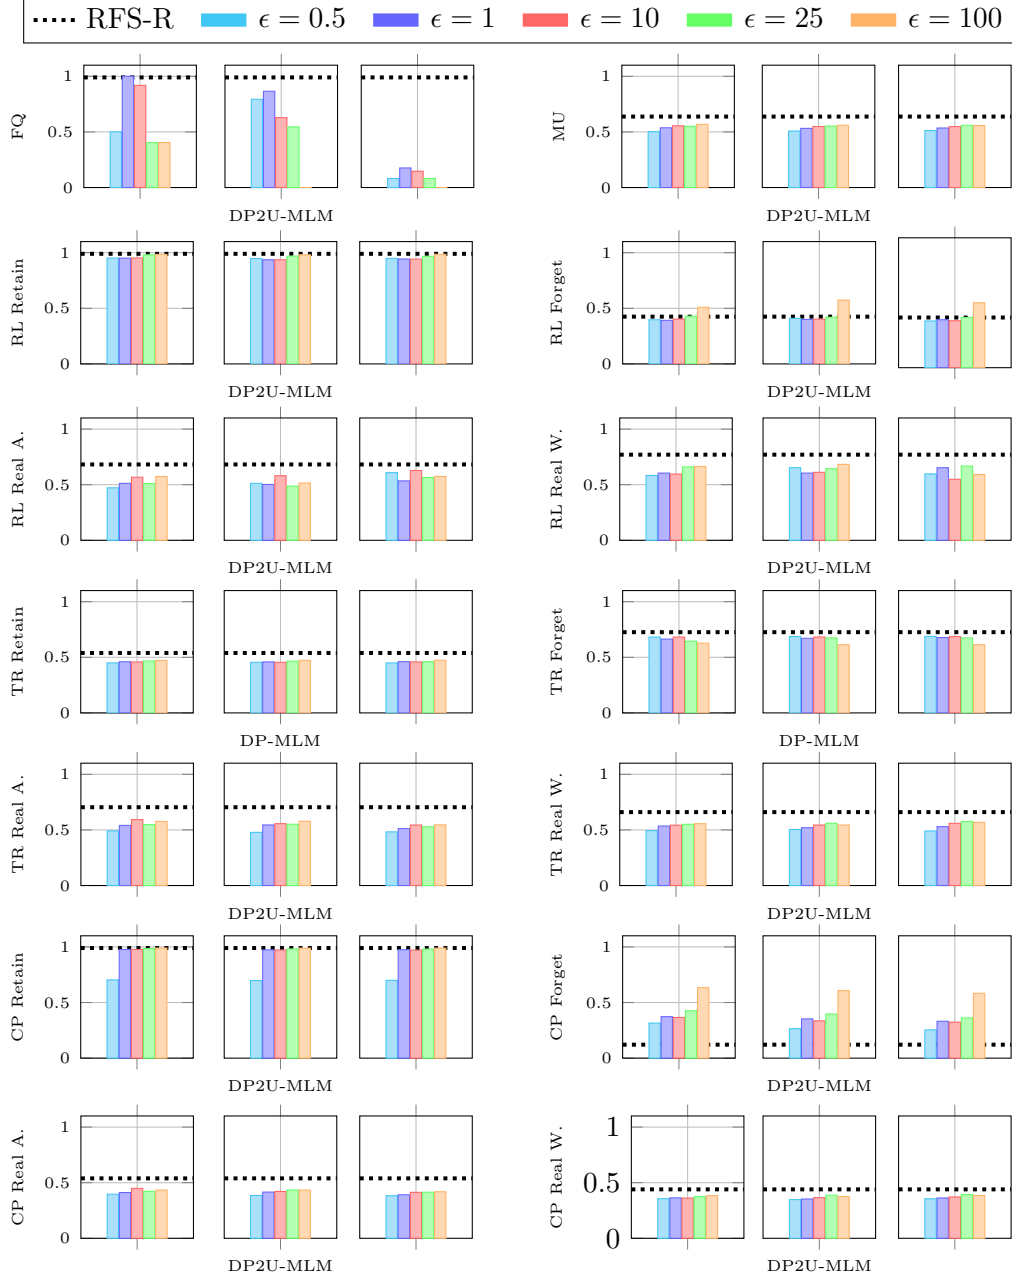 RFS-R ϵ = 0.5 ϵ = 1 ϵ = 10 ϵ = 25 ϵ = 100
FQ
1
0.5
0
DP2U-MLM
MU
1
0.5
0
DP2U-MLM
RL Retain
1
0.5
0
DP2U-MLM
RL Forget
1
0.5
0
DP2U-MLM
RL Real A.
1
0.5
0
DP2U-MLM
RL Real W.
1
0.5
0
DP2U-MLM
TR Retain
1
0.5
0
DP-MLM
TR Forget
1
0.5
0
DP-MLM
TR Real A.
1
0.5
0
DP2U-MLM
TR Real W.
1
0.5
0
DP2U-MLM
CP Retain
1
0.5
0
DP2U-MLM
CP Forget
1
0.5
0
DP2U-MLM
CP Real A.
1
0.5
0
DP2U-MLM
CP Real W.
1
0.5
0
DP2U-MLM